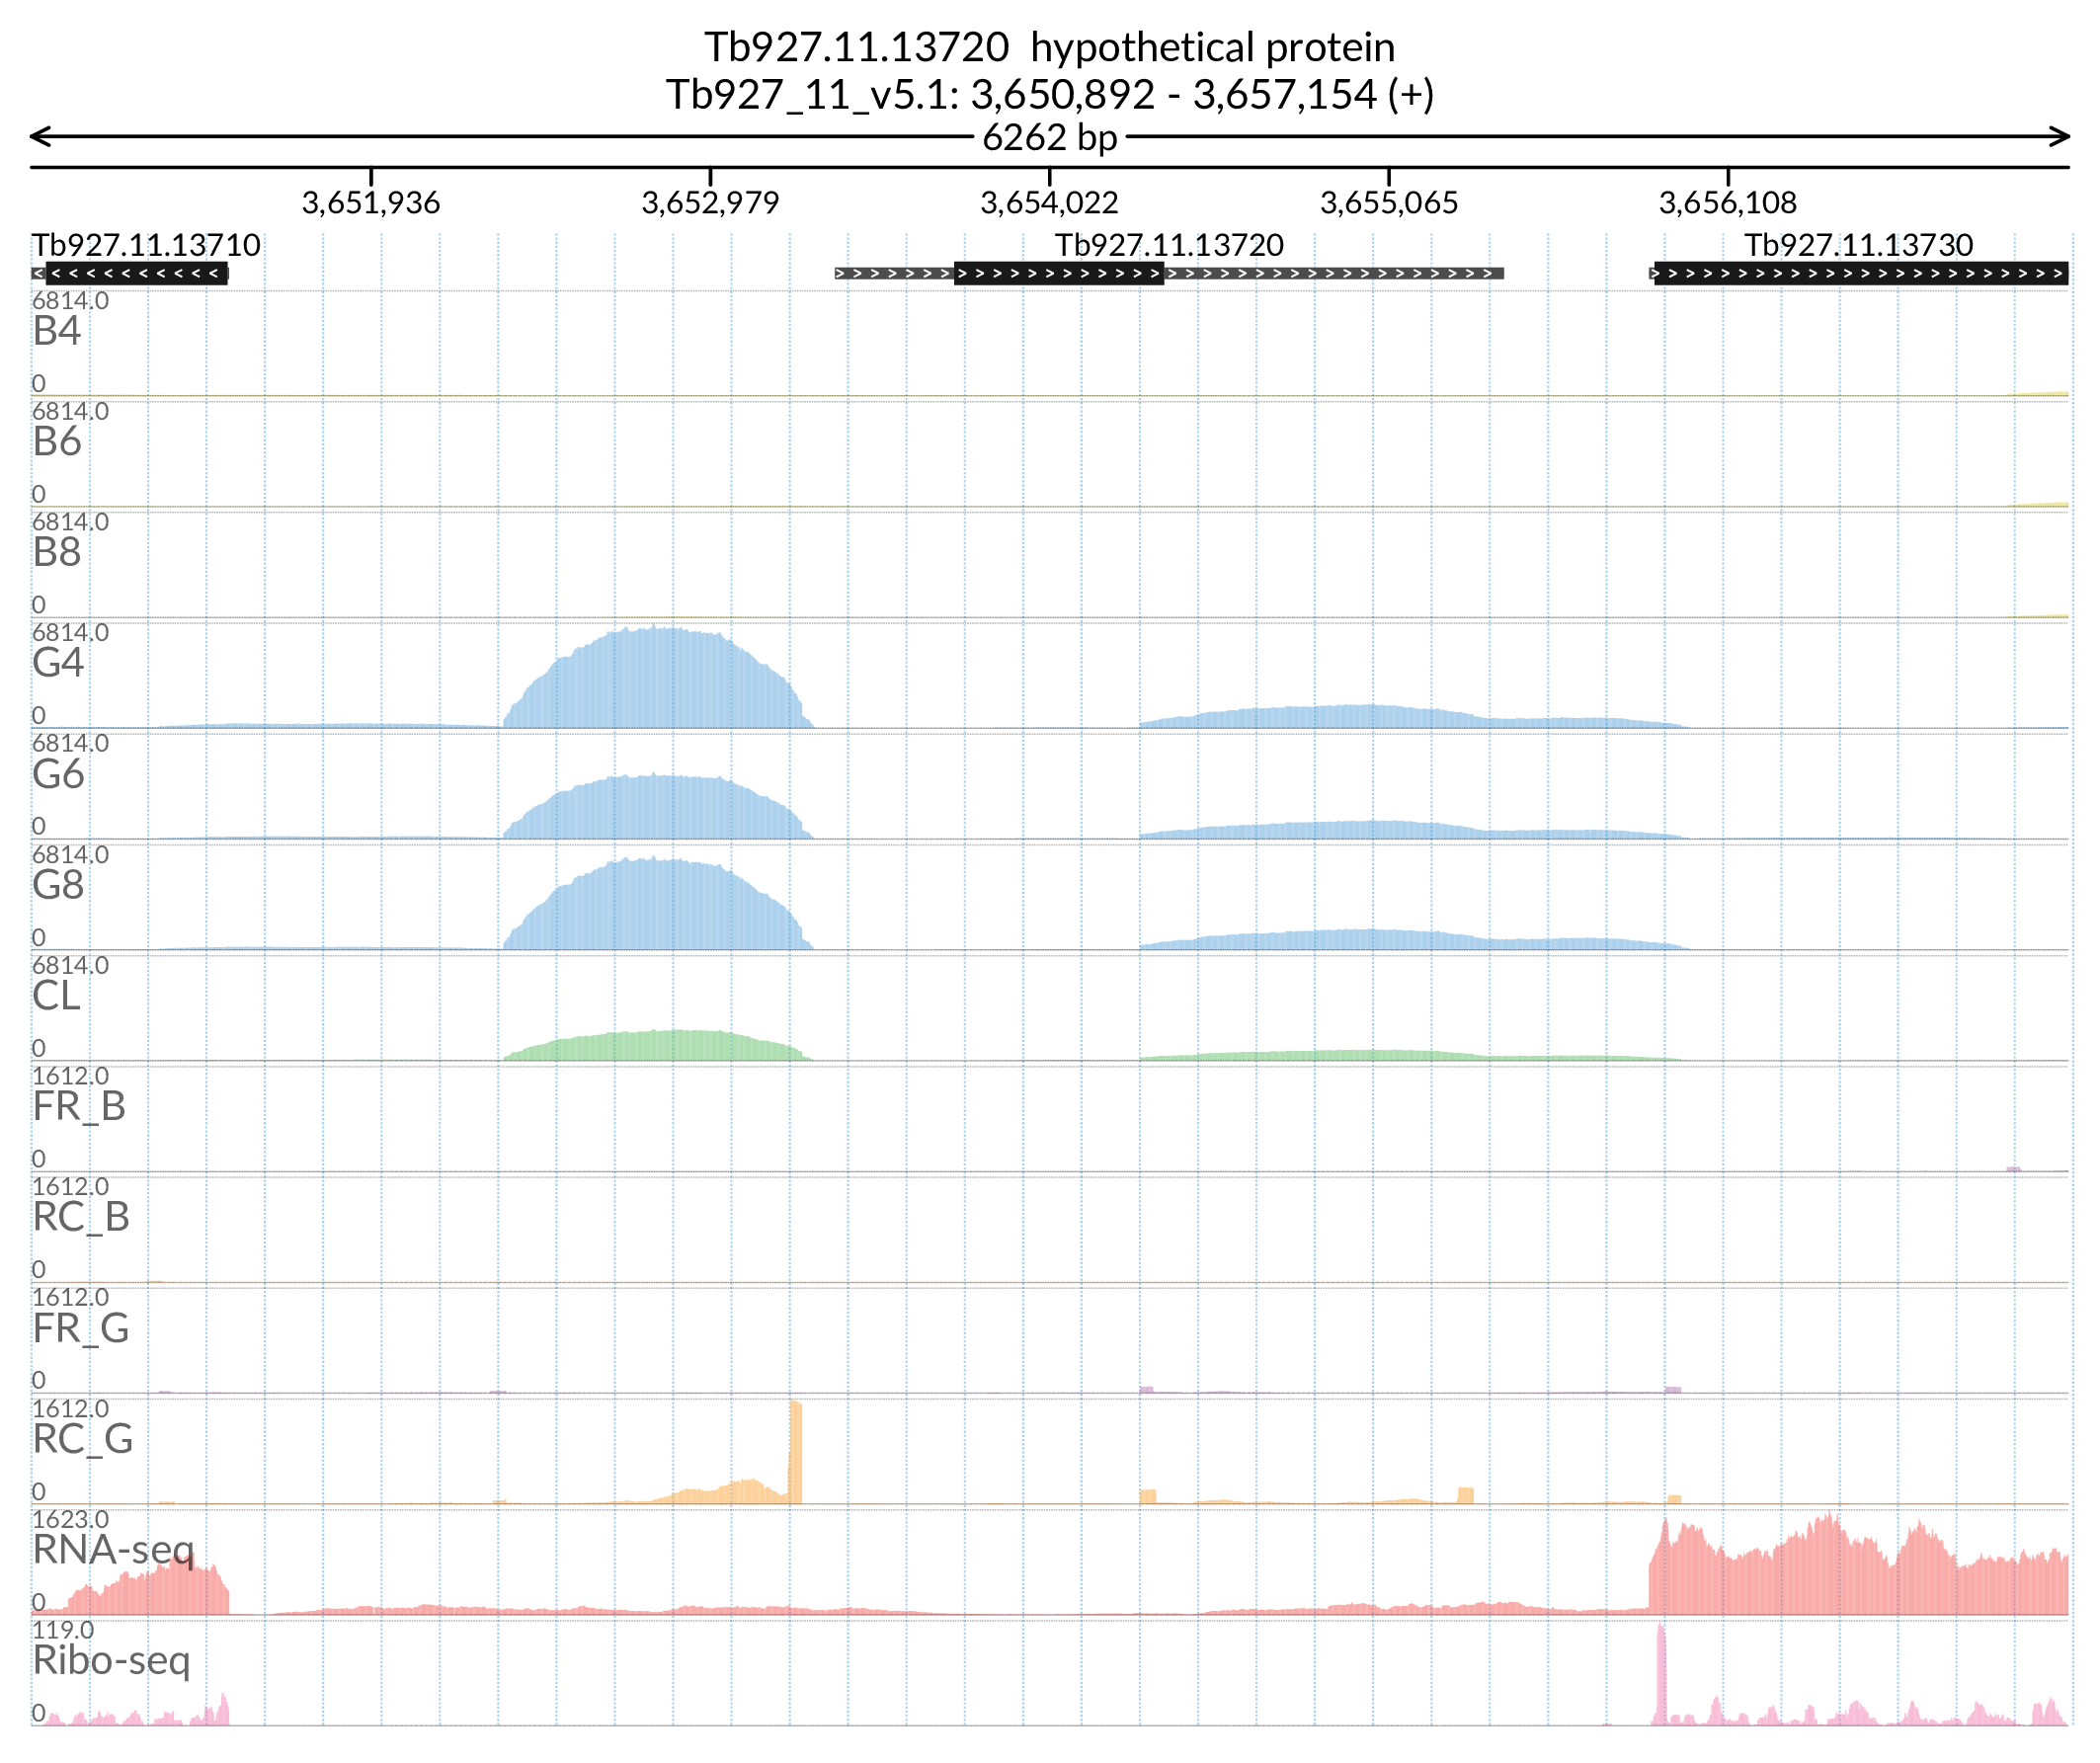 Tb927.11.13720 hypothetical protein
Tb927_11_v5.1: 3,650,892 - 3,657,154 (+)
6262 bp
3,651,936 3,652,979 3,654,022 3,655,065 3,656,108
Tb927.11.13710 Tb927.11.13720 Tb927.11.13730
6814.0
B4
0
6814.0
B6
0
6814.0
B8
0
6814.0
G4
0
6814.0
G6
0
6814.0
G8
0
6814.0
CL
0
1612.0
FR_B
0
1612.0
RC_B
0
1612.0
FR_G
0
1612.0
RC_G
0
1623.0
RNA-seq
0
119.0
Ribo-seq
0